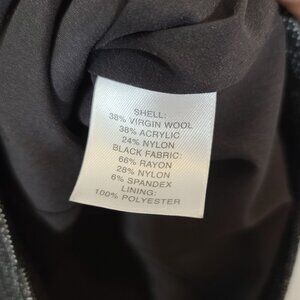 SHELL:
38% VIRGIN WOOL
38% ACRYLIC
24% NYLON
BLACK FABRIC:
66% RAYON
28% NYLON
6% SPANDEX
LINING:
100% POLYESTER